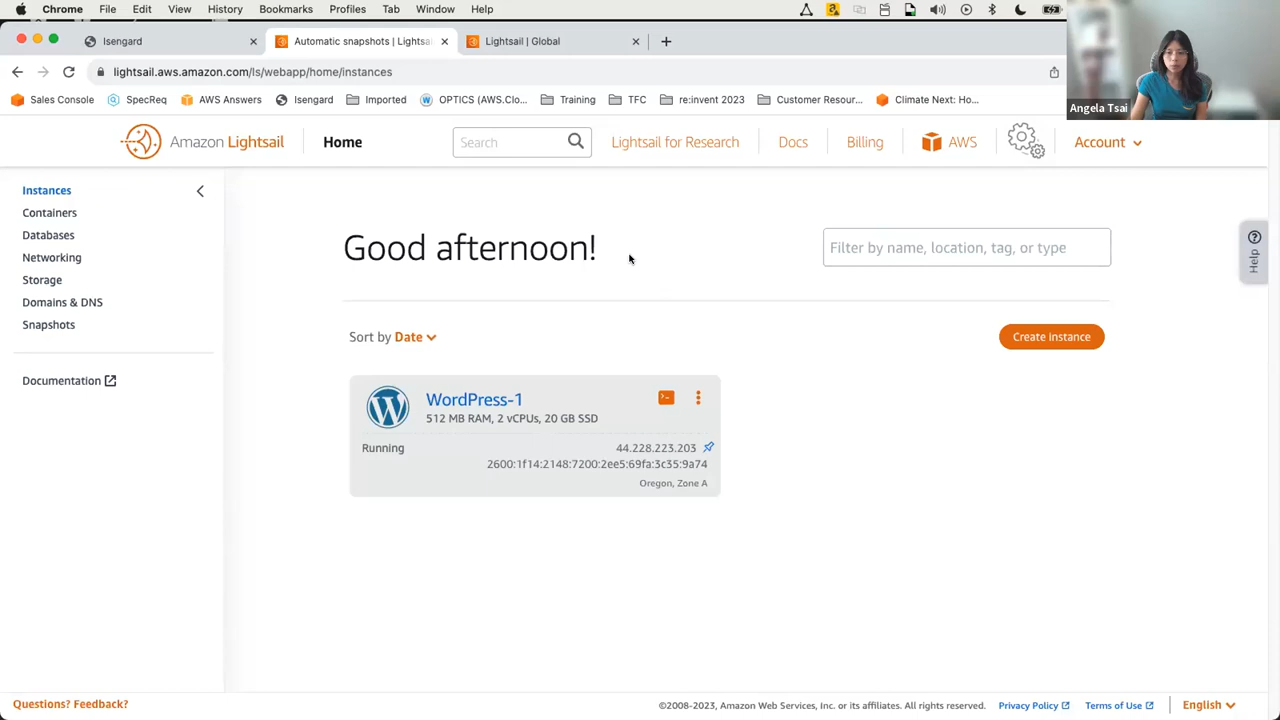 Chrome File Edit View History Bookmarks Profiles Tab Window Help
Isengard
Automatic snapshots | Lightsa
Lightsail | Global
lightsail.aws.amazon.com/ls/webapp/home/instances
Sales Console SpecReq AWS Answers Isengard Imported OPTICS (AWS.Clo... Training TFC re:invent 2023 Customer Resour... Climate Next: Ho...
Angela Tsai
Amazon Lightsail Home Search Lightsail for Research Docs Billing AWS Account
Instances
Containers
Databases
Networking
Storage
Domains & DNS
Snapshots
Documentation
Good afternoon!
Filter by name, location, tag, or type
Help
Sort by Date
Create instance
WordPress-1
512 MB RAM, 2 vCPUs, 20 GB SSD
Running 44.228.223.203
2600:1f14:2148:7200:2ee5:69fa:3c35:9a74
Oregon, Zone A
Questions? Feedback? ©2008-2023, Amazon Web Services, Inc. or its affiliates. All rights reserved. Privacy Policy Terms of Use English